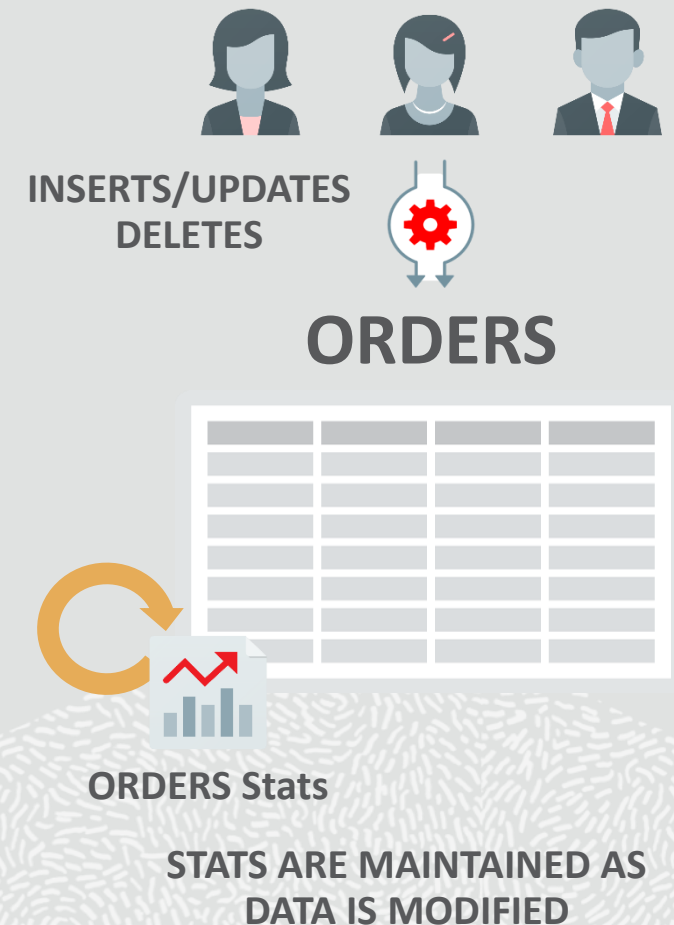 INSERTS/UPDATES
DELETES
ORDERS
ORDERS Stats
STATS ARE MAINTAINED AS
DATA IS MODIFIED